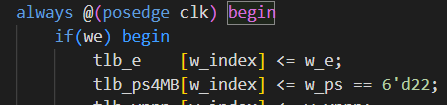 always @(posedge clk) begin
if(we) begin
tlb_e [w_index] <= w_e;
tlb_ps4MB[w_index] <= w_ps == 6'd22;